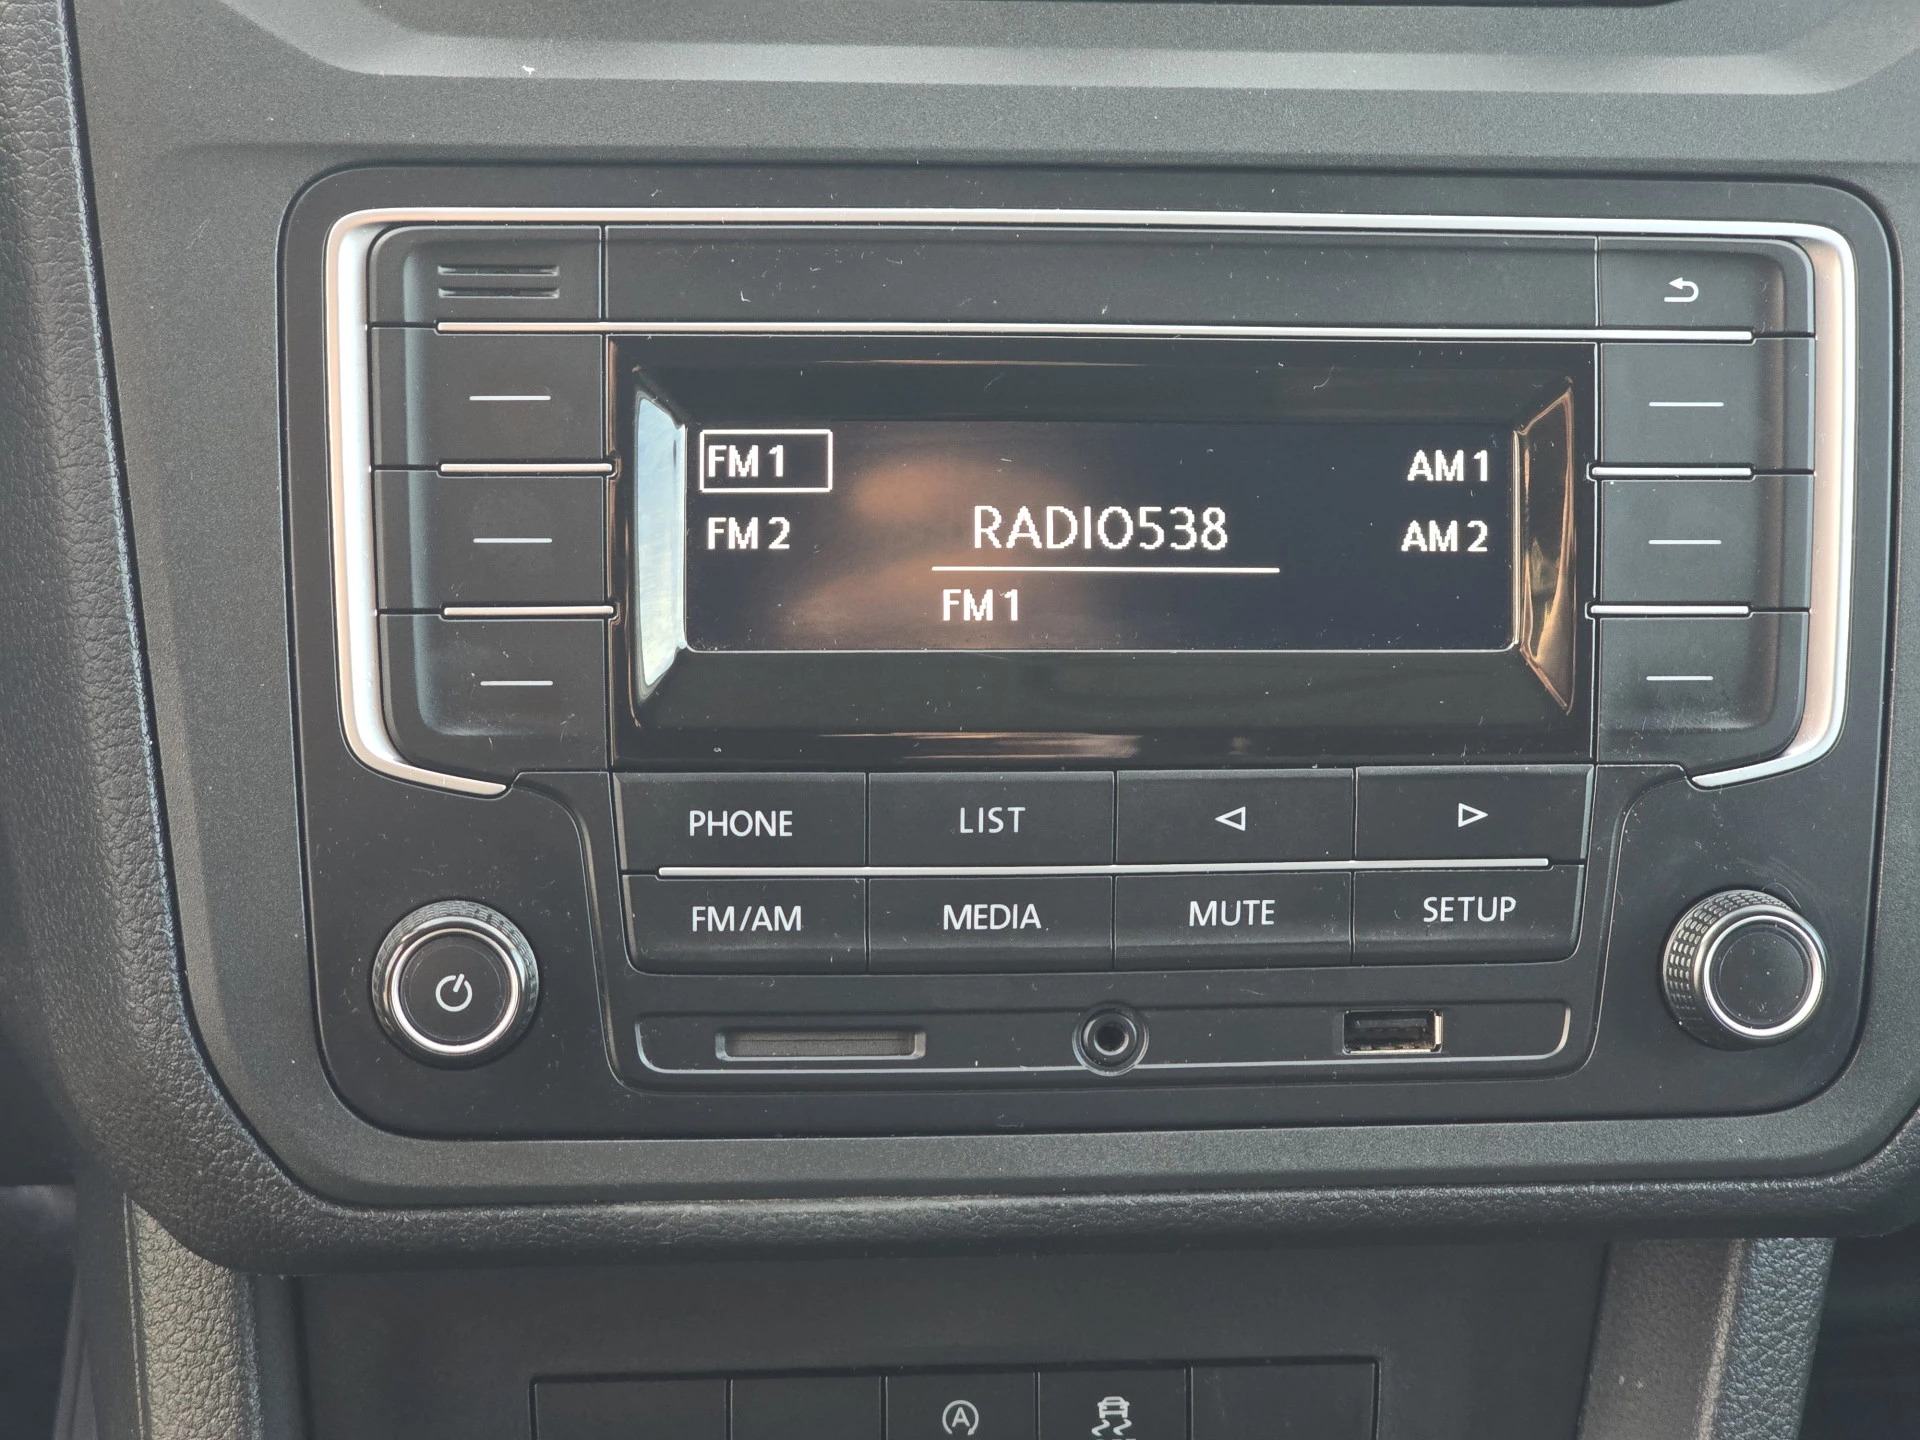 FM 1
AM 1
RADIO538
FM 2
AM 2
FM 1
PHONE
LIST
FM/AM
MEDIA
MUTE
SETUP
A